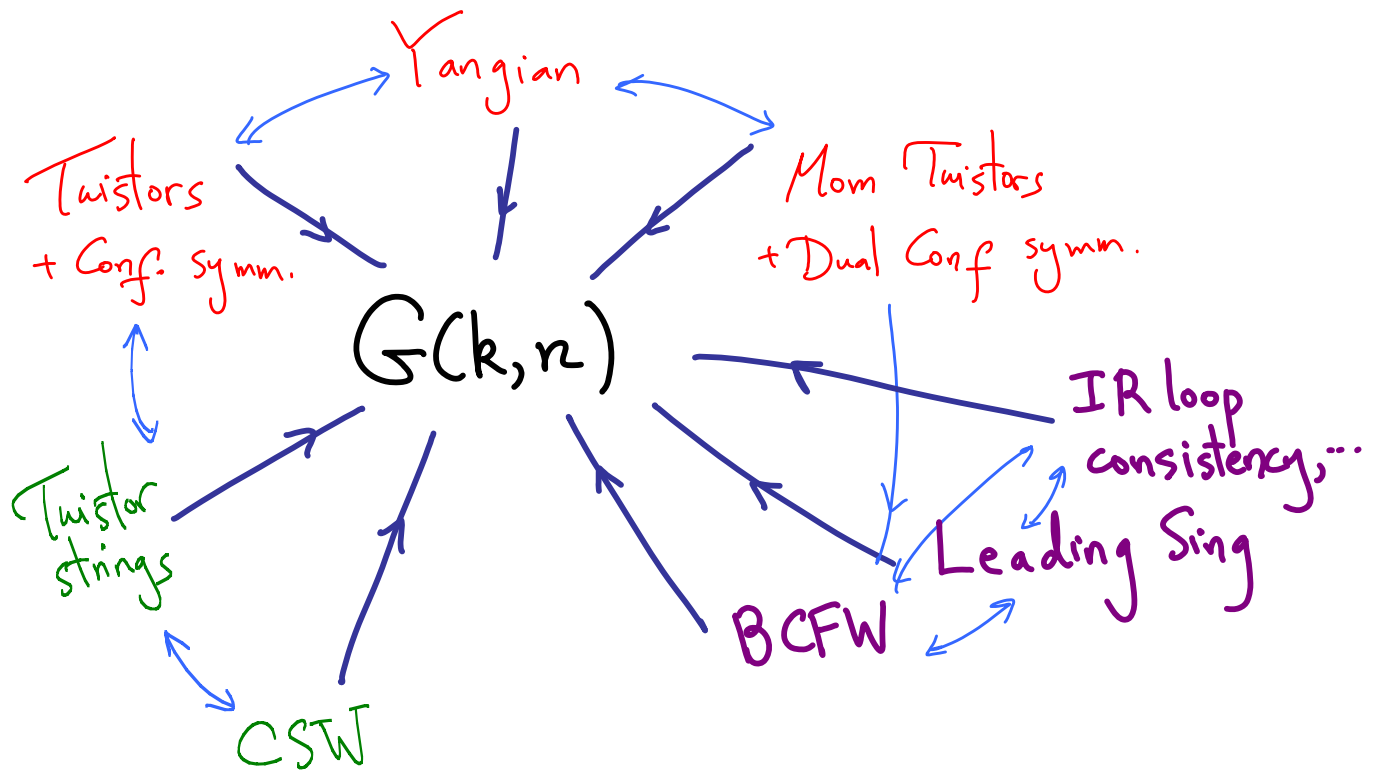 Yangian
Twistors
+ Conf. symm.
Mom Twistors
+ Dual Conf symm.
G(k,n)
IR loop
consistency,...
Twistor
strings
Leading Sing
BCFW
CSW